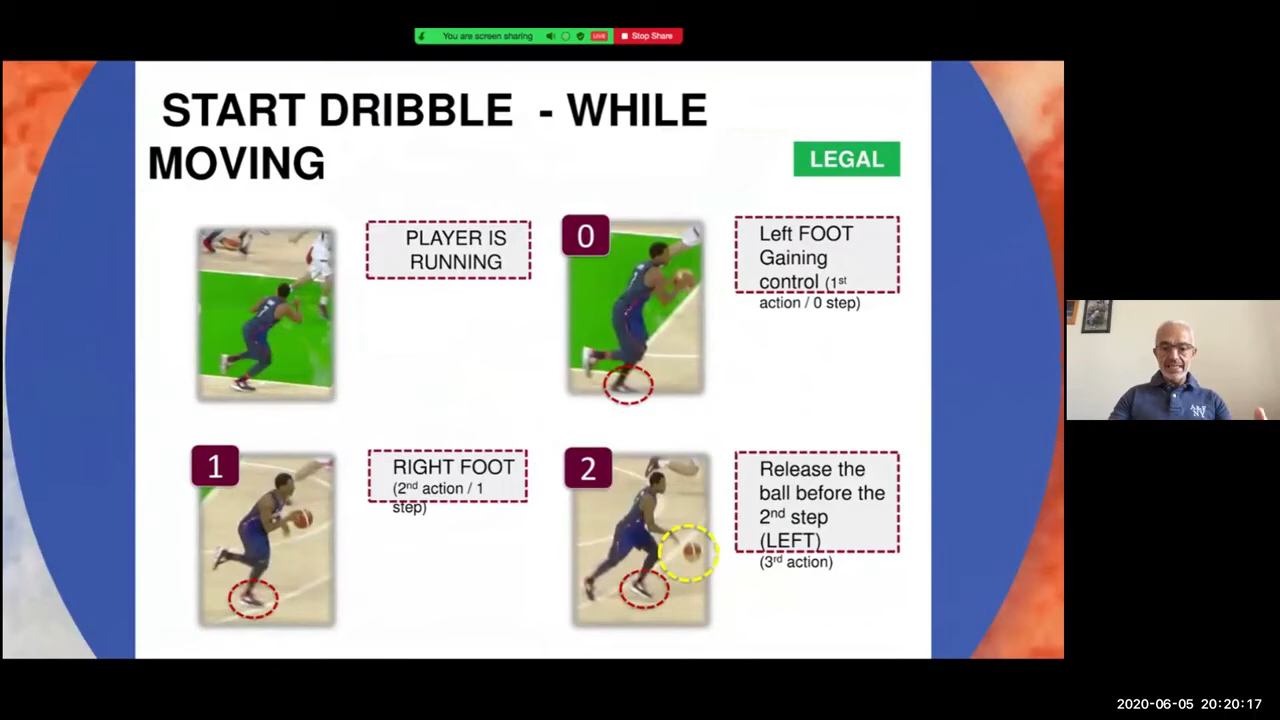 You are screen sharing LIVE Stop Share
START DRIBBLE - WHILE
MOVING
LEGAL
PLAYER IS
RUNNING
0
Left FOOT
Gaining
control (1st
action / 0 step)
1
RIGHT FOOT
(2nd action / 1
step)
2
Release the
ball before the
2nd step
(LEFT)
(3rd action)
2020-06-05 20:20:17